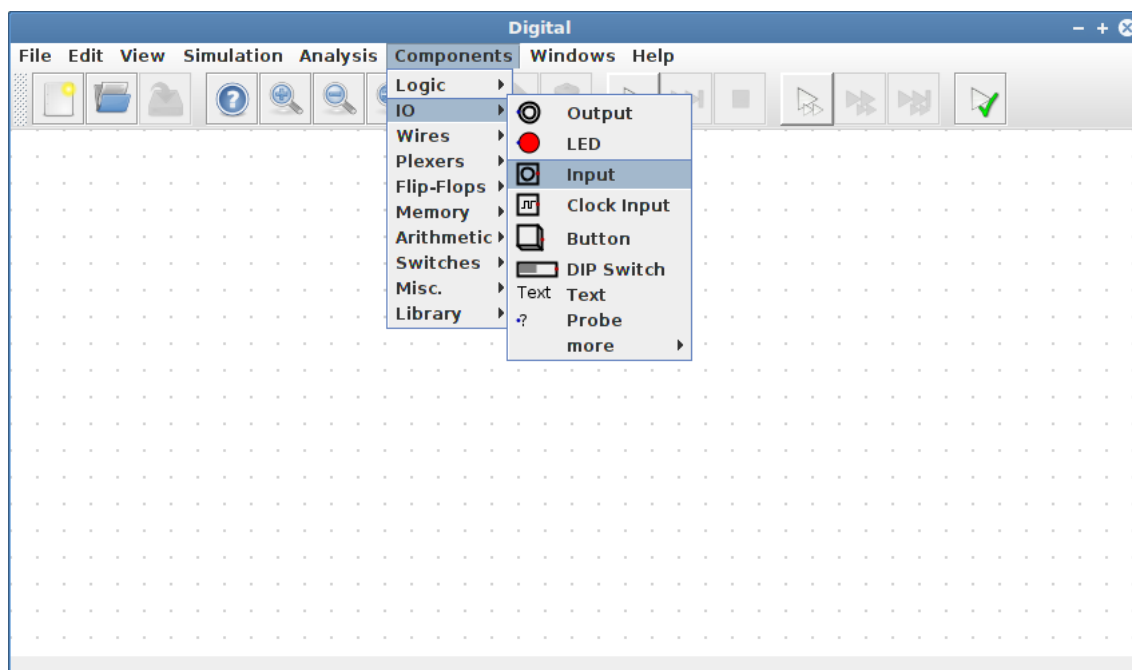 Digital
File Edit View Simulation Analysis Components Windows Help
Logic
IO
Wires
Plexers
Flip-Flops
Memory
Arithmetic
Switches
Misc.
Library
Output
LED
Input
Clock Input
Button
DIP Switch
Text Text
Probe
more